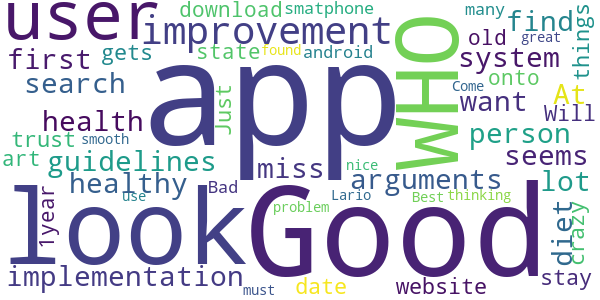 user
download
smatphone
many
improvement
find
things
first
gets
state
found
android
old
great
search
system
app
WHO
Just
onto
Come
want
At
health
Will
trust
smooth
person
art
guidelines
miss
seems
healthy
Bad
nice
arguments
lot
1year
look
Good
use
Lario
Best
thinking
problem
diet
crazy
implementation
must
date
website
stay